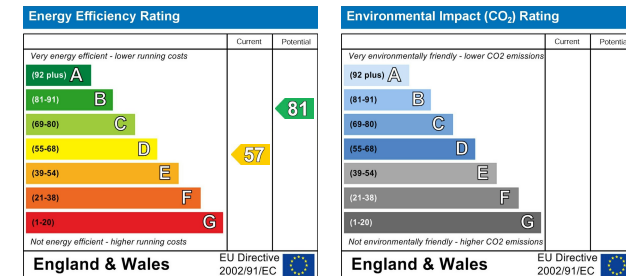 Energy Efficiency Rating
Current Potential
Very energy efficient - lower running costs
(92 plus) A
(81-91) B
81
(69-80) C
(55-68) D
57
(39-54) E
(21-38) F
(1-20) G
Not energy efficient - higher running costs
England & Wales
EU Directive
2002/91/EC
Environmental Impact (CO₂) Rating
Current Potential
Very environmentally friendly - lower CO2 emissions
(92 plus) A
(81-91) B
(69-80) C
(55-68) D
(39-54) E
(21-38) F
(1-20) G
Not environmentally friendly - higher CO2 emissions
England & Wales
EU Directive
2002/91/EC